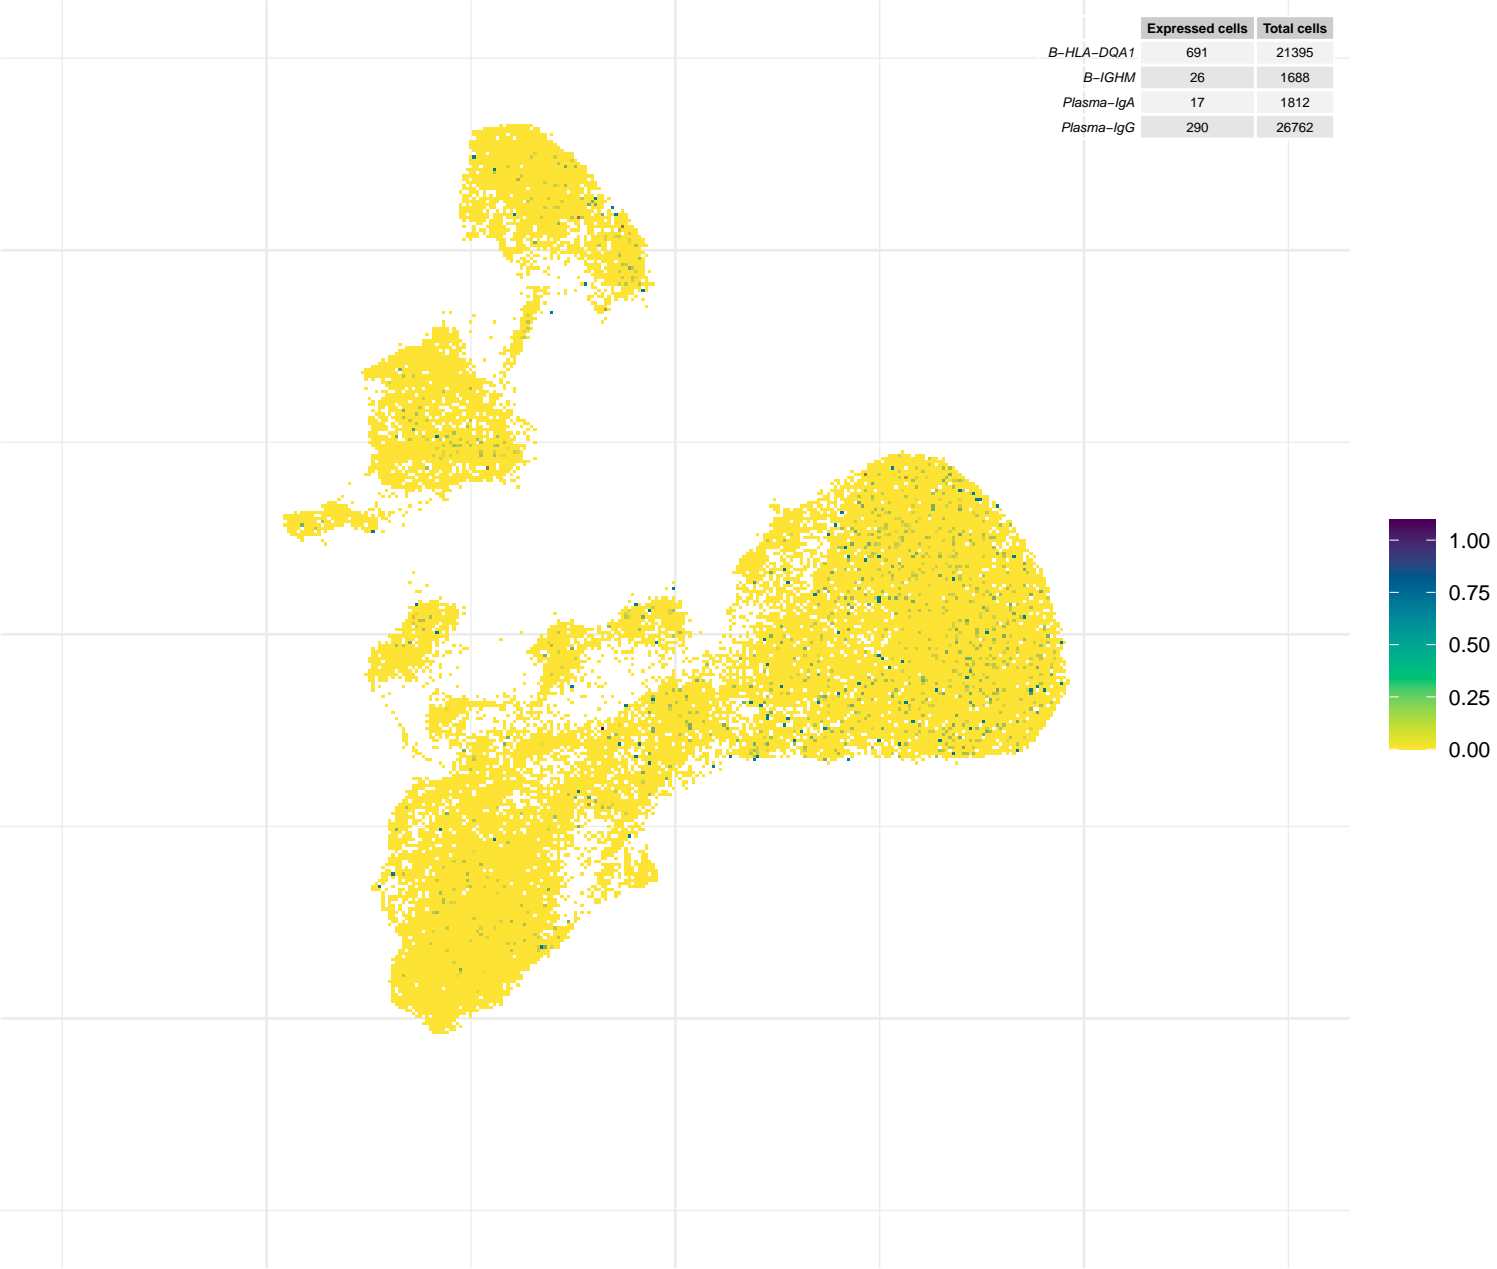 Expressed cells Total cells
B−HLA−DQA1 691 21395
B−IGHM 26 1688
Plasma−IgA 17 1812
Plasma−IgG 290 26762
1.00
0.75
0.50
0.25
0.00